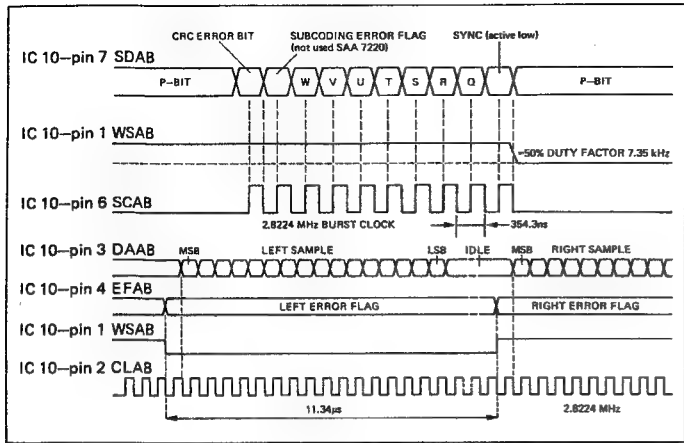 CRC ERROR BIT
SUBCODING ERROR FLAG
(not used SAA 7220)
SYNC (active low)
IC 10—pin 7 SDAB
P-BIT W V U T S R Q P-BIT
IC 10—pin 1 WSAB
≈50% DUTY FACTOR 7.35 kHz
IC 10—pin 6 SCAB
2.8224 MHz BURST CLOCK 354.3ns
IC 10—pin 3 DAAB MSB LEFT SAMPLE LSB IDLE MSB RIGHT SAMPLE
IC 10—pin 4 EFAB
LEFT ERROR FLAG RIGHT ERROR FLAG
IC 10—pin 1 WSAB
IC 10—pin 2 CLAB
11.34µs 2.8224 MHz